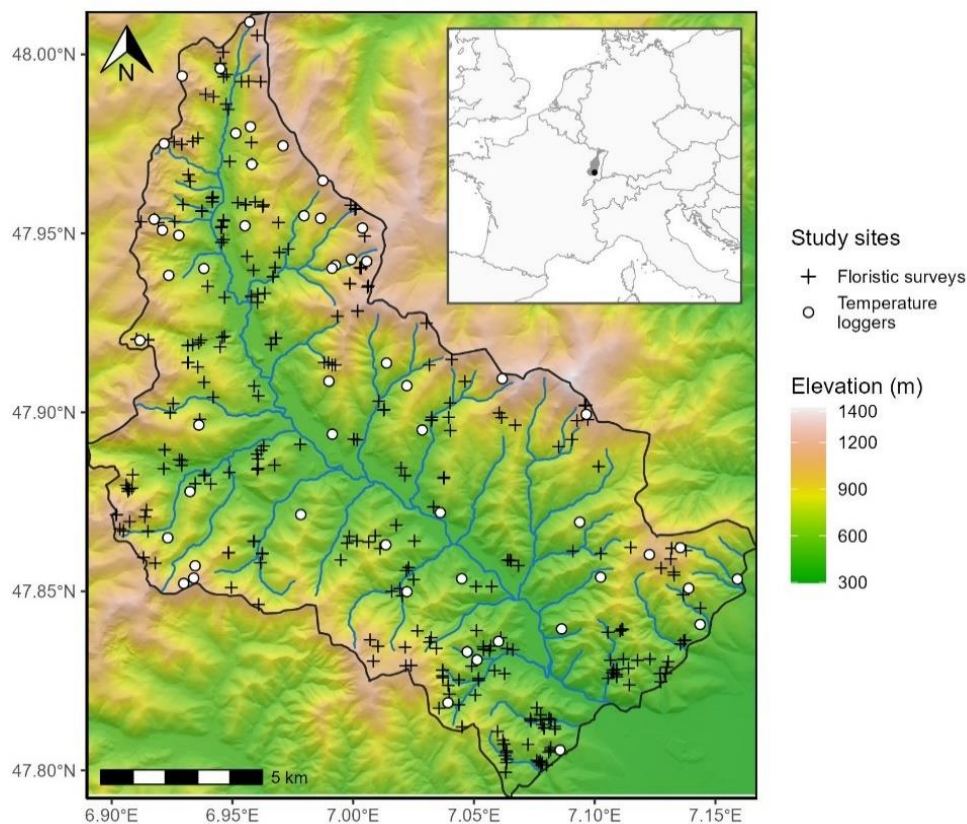 48.00°N
47.95°N
47.90°N
47.85°N
47.80°N
N
5 km
6.90°E 6.95°E 7.00°E 7.05°E 7.10°E 7.15°E
Study sites
Floristic surveys
Temperature
loggers
Elevation (m)
1400
1200
900
600
300